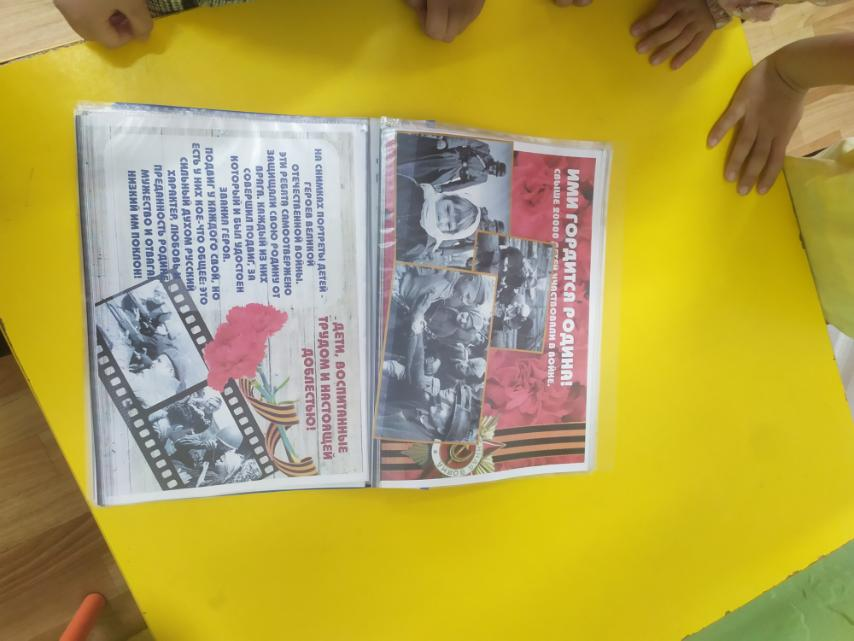 ИМИ ГОРДИТСЯ РОДИНА!
СВЫШЕ 20000 ДЕТЕЙ УЧАСТВОВАЛИ В ВОЙНЕ.
НА СНИМКАХ ПОРТРЕТЫ ДЕТЕЙ -
ГЕРОЕВ ВЕЛИКОЙ
ОТЕЧЕСТВЕННОЙ ВОЙНЫ.
ЭТИ РЕБЯТА САМООТВЕРЖЕНО
ЗАЩИЩАЛИ СВОЮ РОДИНУ ОТ
ВРАГА. КАЖДЫЙ ИЗ НИХ
СОВЕРШИЛ ПОДВИГ, ЗА
КОТОРЫЙ И БЫЛ УДОСТОЕН
ЗВАНИЯ ГЕРОЯ.
ПОДВИГ У КАЖДОГО СВОЙ, НО
ЕСТЬ У НИХ КОЕ-ЧТО ОБЩЕЕ: ЭТО
СИЛЬНЫЙ ДУХОМ РУССКИЙ
ХАРАКТЕР, ЛЮБОВЬ И
ПРЕДАННОСТЬ РОДИНЕ,
МУЖЕСТВО И ОТВАГА.
НИЗКИЙ ИМ ПОКЛОН!
- ДЕТИ, ВОСПИТАННЫЕ
ТРУДОМ И НАСТОЯЩЕЙ
ДОБЛЕСТЬЮ!